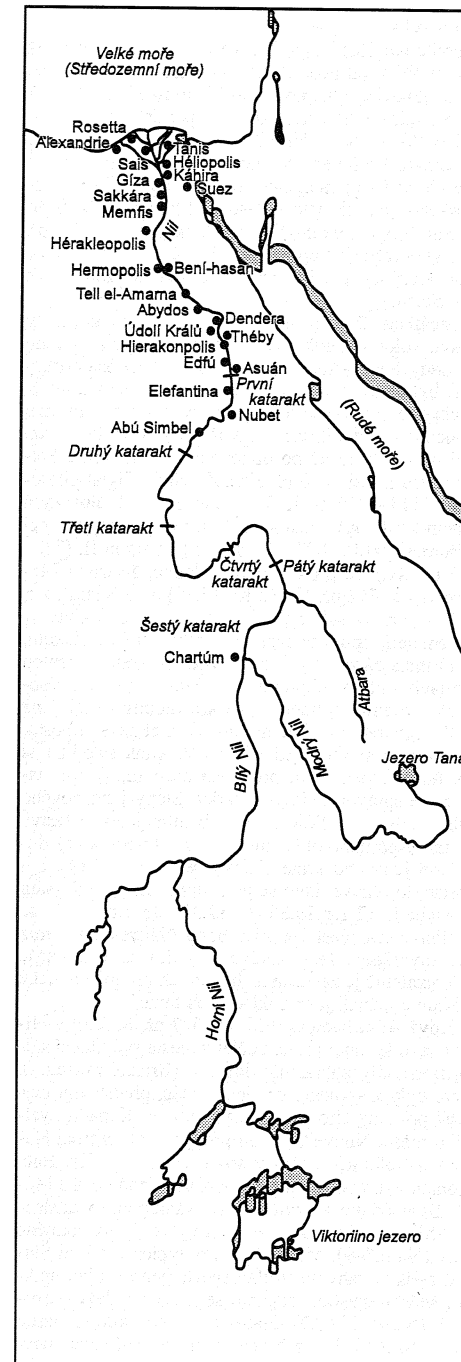 Velké moře
(Středozemní moře)
Rosetta
Alexandrie
Tanis
Sais
Héliopolis
Gíza
Káhira
Suez
Sakkára
Memfis
Nil
Hérakleopolis
Hermopolis
Bení-hasan
Tell el-Amarna
Abydos
Dendera
Údolí Králů
Théby
Hierakonpolis
Edfú
Asuán
První
katarakt
Elefantina
Nubet
(Rudé moře)
Abú Simbel
Druhý katarakt
Třetí katarakt
Čtvrtý
katarakt
Pátý katarakt
Šestý katarakt
Chartúm
Atbara
Bílý Nil
Modrý Nil
Jezero Tana
Horní Nil
Viktoriino jezero